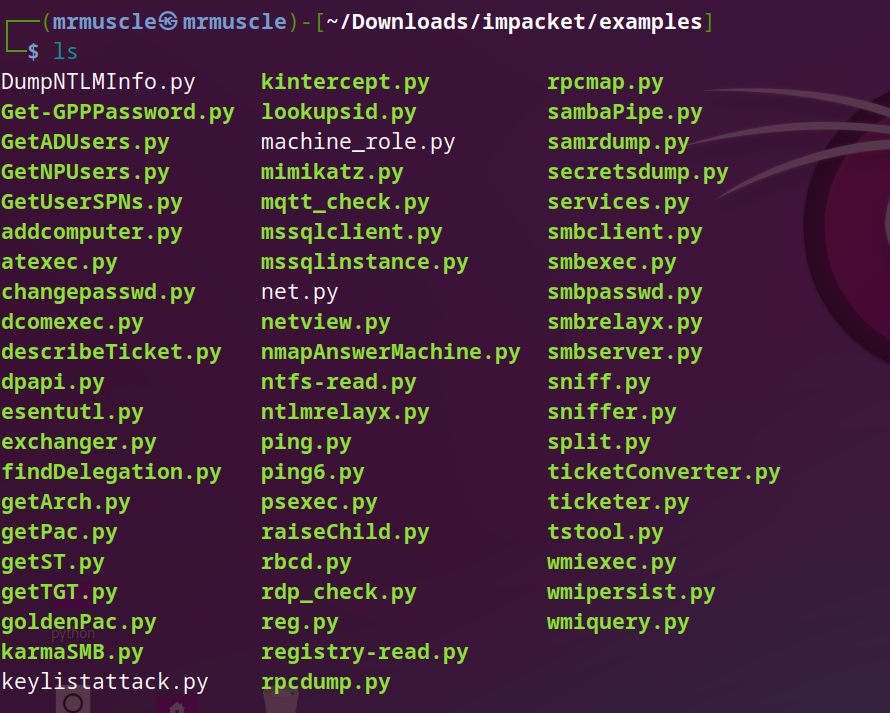 ┌──(mrmuscle㉿mrmuscle)-[~/Downloads/impacket/examples]
└─$ ls
DumpNTLMInfo.py kintercept.py rpcmap.py
Get-GPPPassword.py lookupsid.py sambaPipe.py
GetADUsers.py machine_role.py samrdump.py
GetNPUsers.py mimikatz.py secretsdump.py
GetUserSPNs.py mqtt_check.py services.py
addcomputer.py mssqlclient.py smbclient.py
atexec.py mssqlinstance.py smbexec.py
changepasswd.py net.py smbpasswd.py
dcomexec.py netview.py smbrelayx.py
describeTicket.py nmapAnswerMachine.py smbserver.py
dpapi.py ntfs-read.py sniff.py
esentutl.py ntlmrelayx.py sniffer.py
exchanger.py ping.py split.py
findDelegation.py ping6.py ticketConverter.py
getArch.py psexec.py ticketer.py
getPac.py raiseChild.py tstool.py
getST.py rbcd.py wmiexec.py
getTGT.py rdp_check.py wmipersist.py
goldenPac.py reg.py wmiquery.py
python
karmaSMB.py registry-read.py
keylistattack.py rpcdump.py